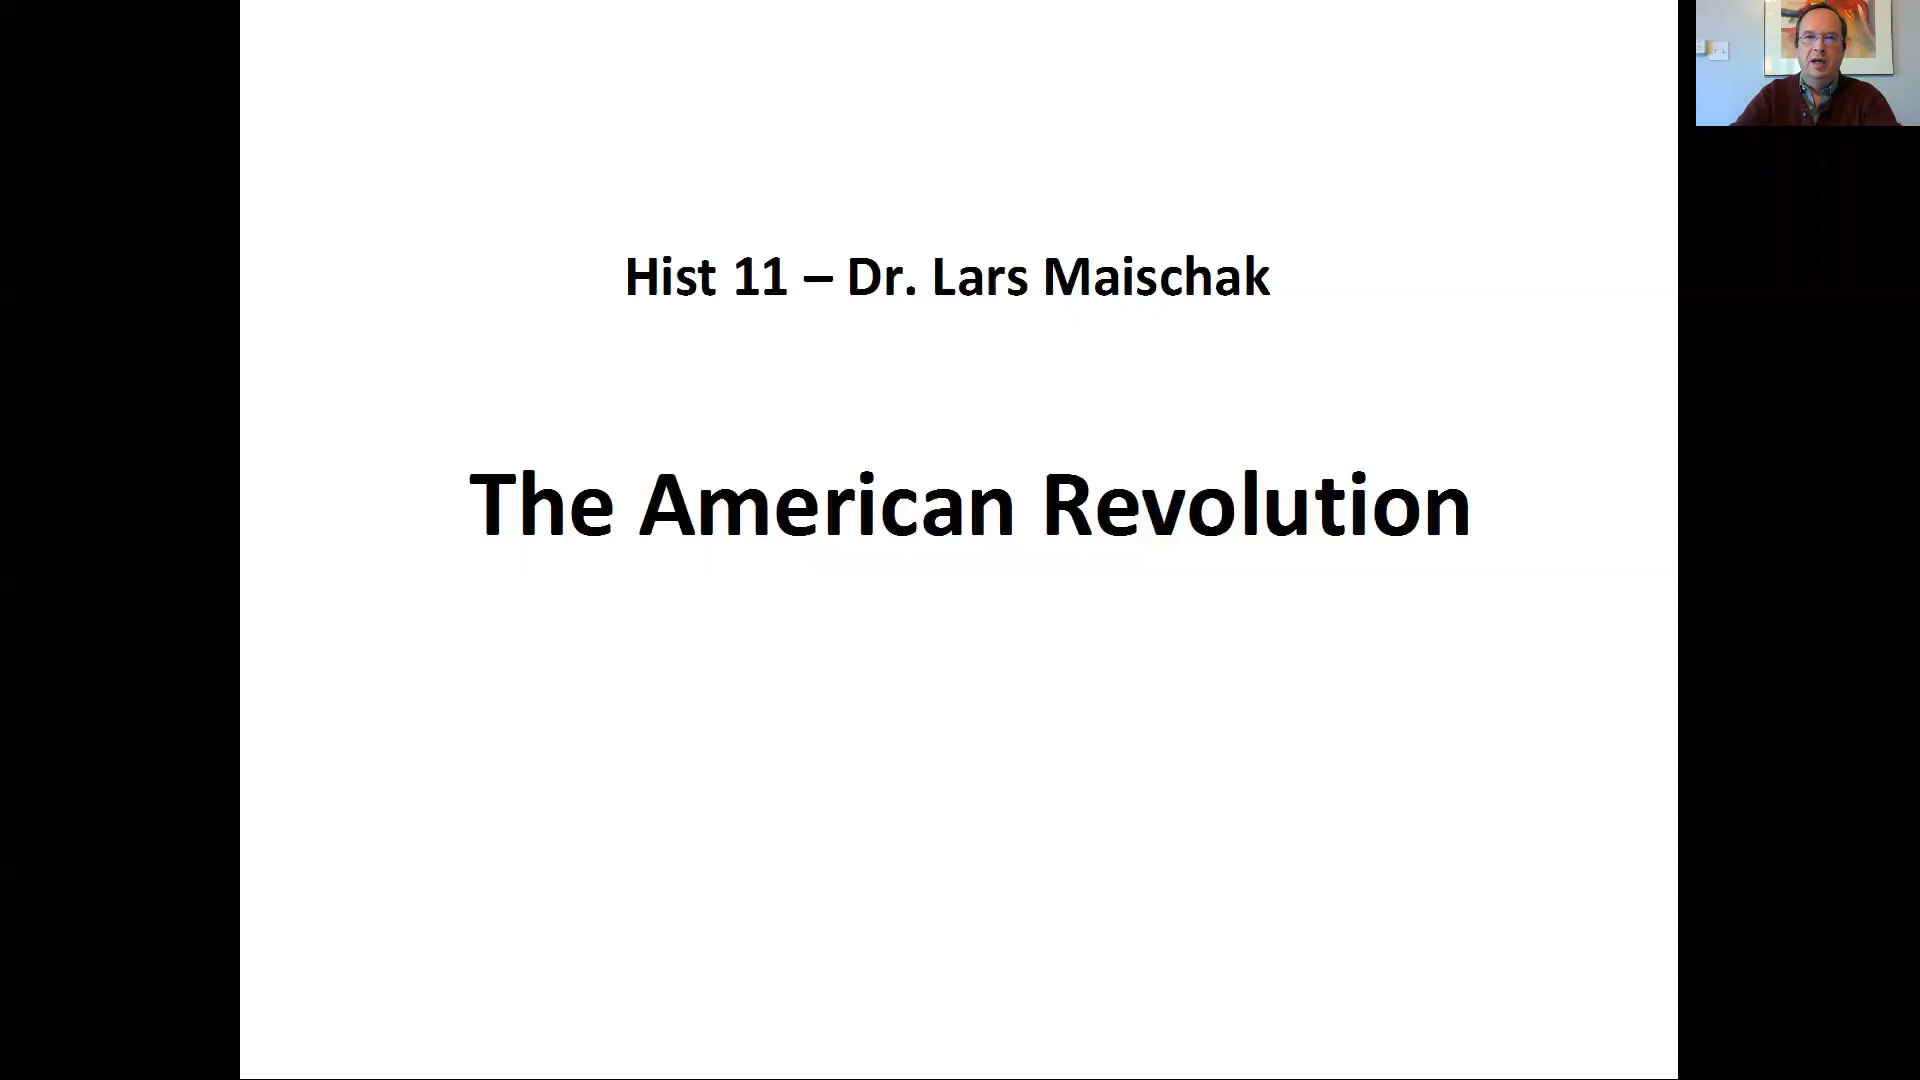 Hist 11 – Dr. Lars Maischak
The American Revolution